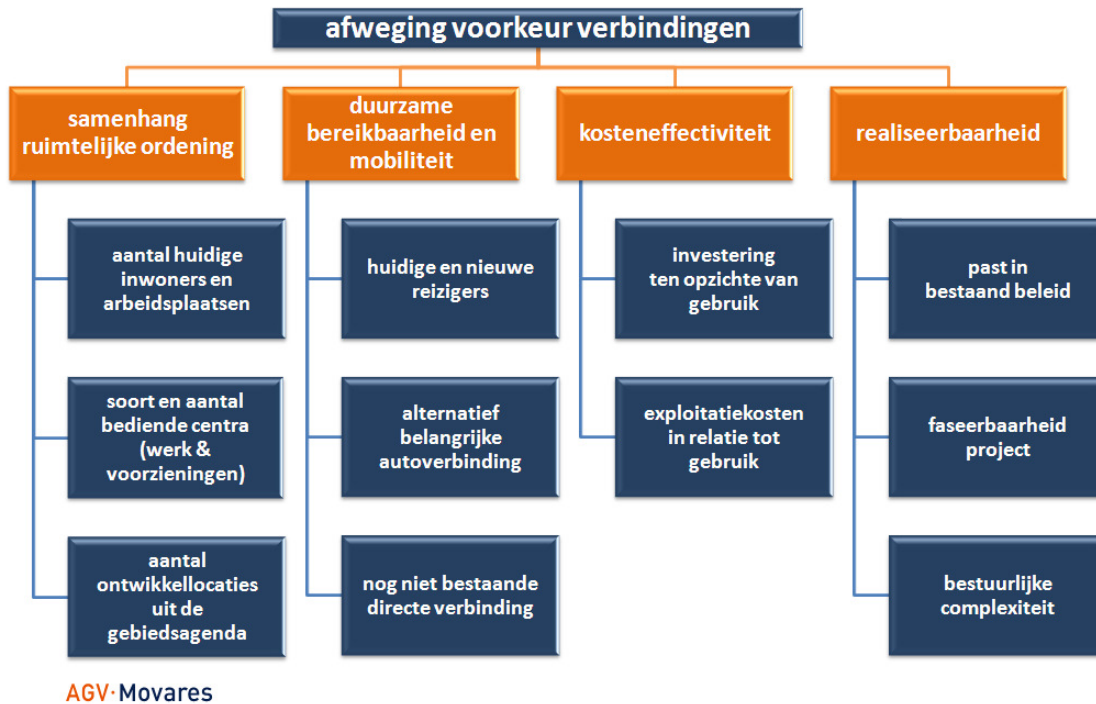 afweging voorkeur verbindingen
samenhang
ruimtelijke ordening
aantal huidige
inwoners en
arbeidsplaatsen
soort en aantal
bediende centra
(werk &
voorzieningen)
aantal
ontwikkellocaties
uit de
gebiedsagenda
duurzame
bereikbaarheid en
mobiliteit
huidige en nieuwe
reizigers
alternatief
belangrijke
autoverbinding
nog niet bestaande
directe verbinding
kosteneffectiviteit
investering
ten opzichte van
gebruik
exploitatiekosten
in relatie tot
gebruik
realiseerbaarheid
past in
bestaand beleid
faseerbaarheid
project
bestuurlijke
complexiteit
AGV·Movares